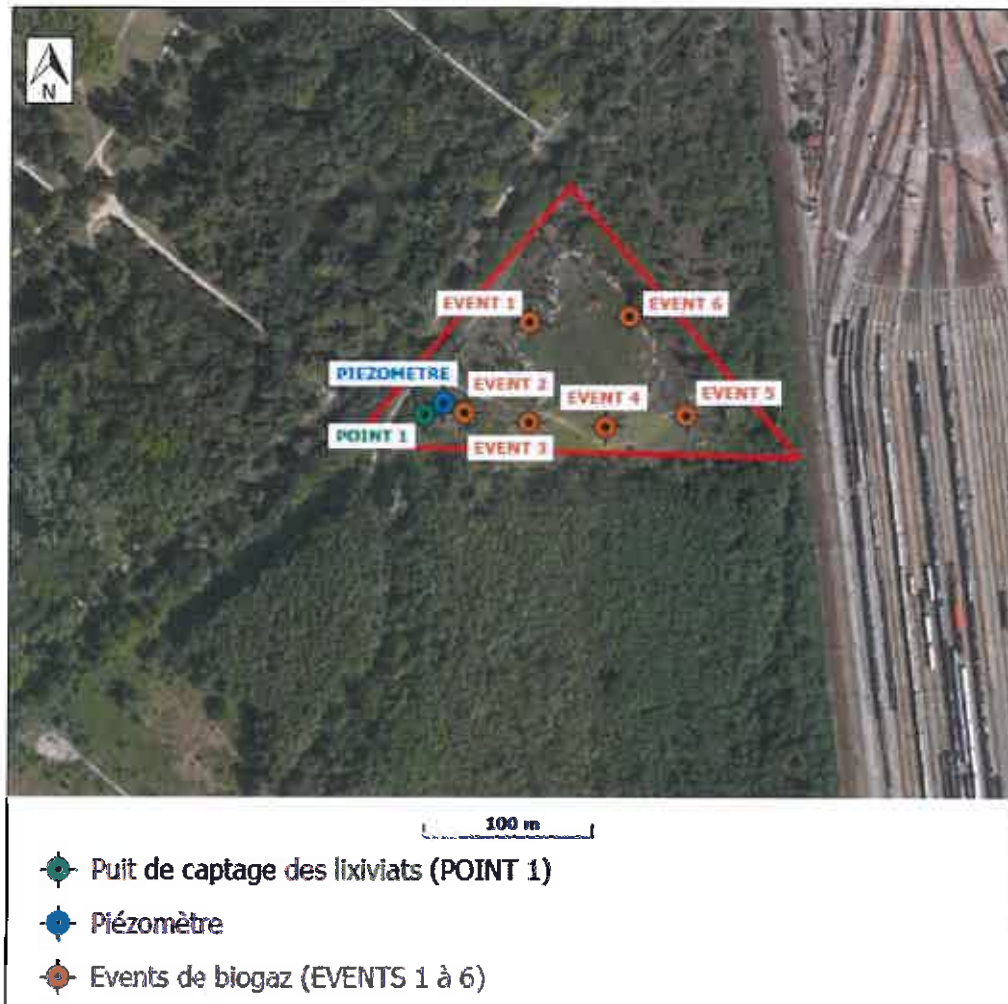 N
EVENT 1
EVENT 6
PIEZOMETRE
EVENT 2
EVENT 4
EVENT 5
POINT 1
EVENT 3
100 m
Puit de captage des lixiviats (POINT 1)
Piézomètre
Events de biogaz (EVENTS 1 à 6)